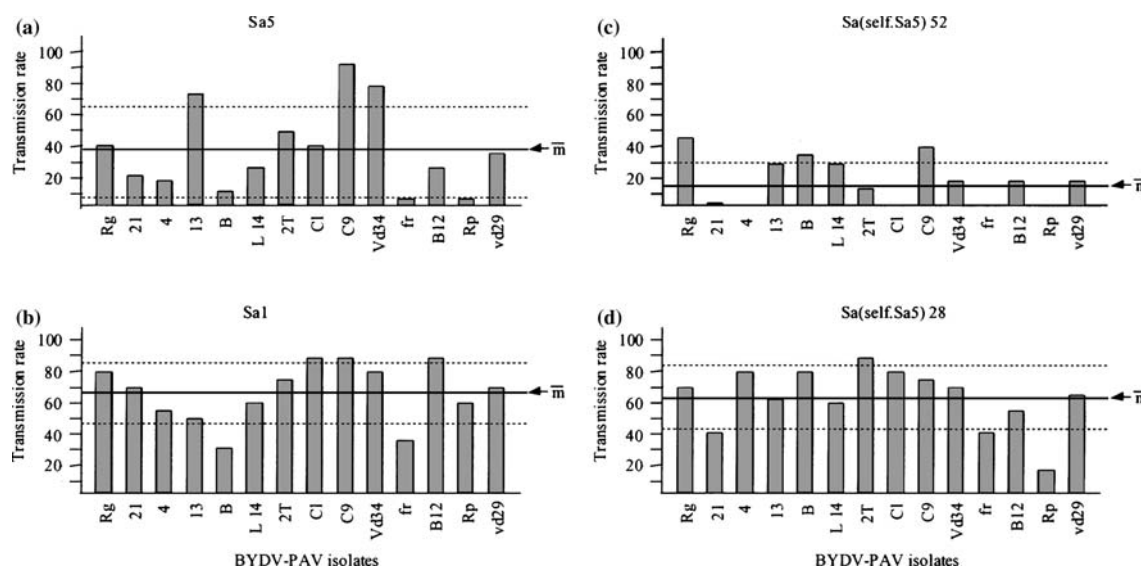 (a)
Sa5
Transmission rate
100
80
60
40
20
m
Rg 21 4 13 B L 14 2T Cl C9 Vd34 fr B12 Rp vd29
(c)
Sa(self.Sa5) 52
Transmission rate
100
80
60
40
20
Rg 21 4 13 B L 14 2T Cl C9 Vd34 fr B12 Rp vd29
(b)
Sa1
Transmission rate
100
80
60
40
20
m
Rg 21 4 13 B L 14 2T Cl C9 Vd34 fr B12 Rp vd29
BYDV-PAV isolates
(d)
Sa(self.Sa5) 28
Transmission rate
100
80
60
40
20
Rg 21 4 13 B L 14 2T Cl C9 Vd34 fr B12 Rp vd29
BYDV-PAV isolates